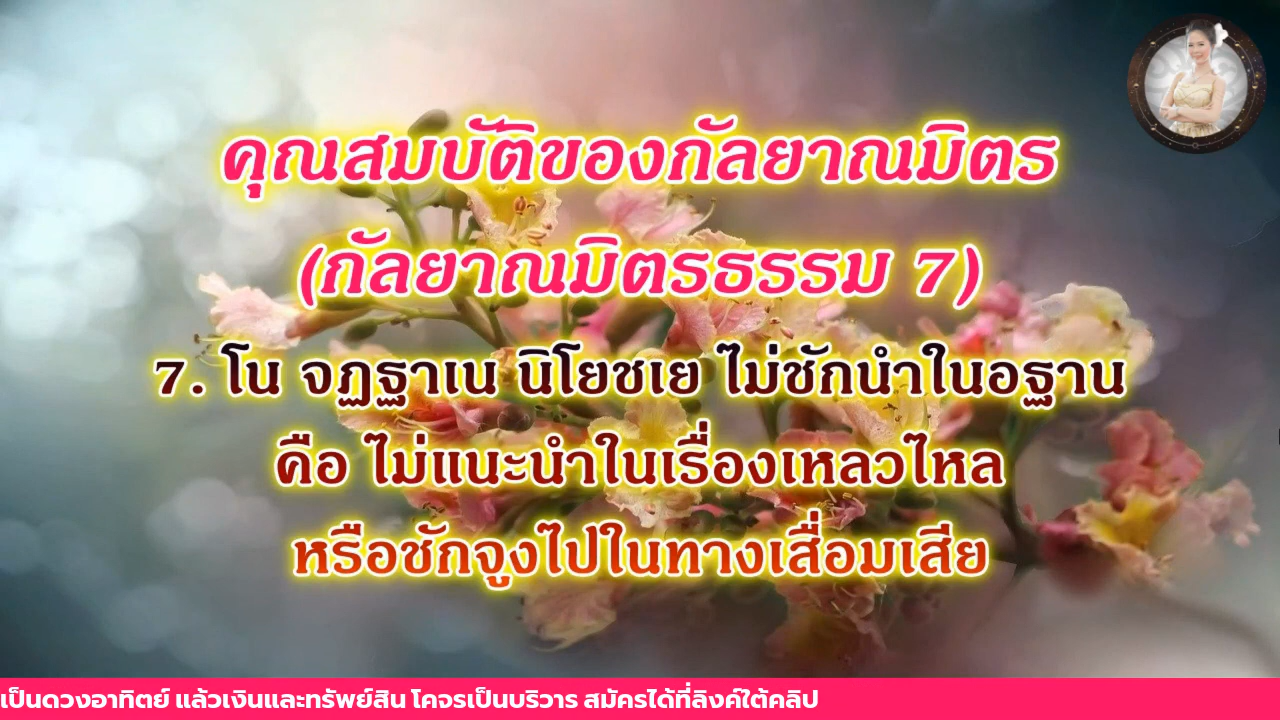 คุณสมบัติของกัลยาณมิตร
(กัลยาณมิตรธรรม 7)
7. โน จฏฺฐาเน นิโยชเย ไม่ชักนำในอฐาน
คือ ไม่แนะนำในเรื่องเหลวไหล
หรือชักจูงไปในทางเสื่อมเสีย
เป็นดวงอาทิตย์ แล้วเงินและทรัพย์สิน โคจรเป็นบริวาร สมัครได้ที่ลิงค์ใต้คลิป